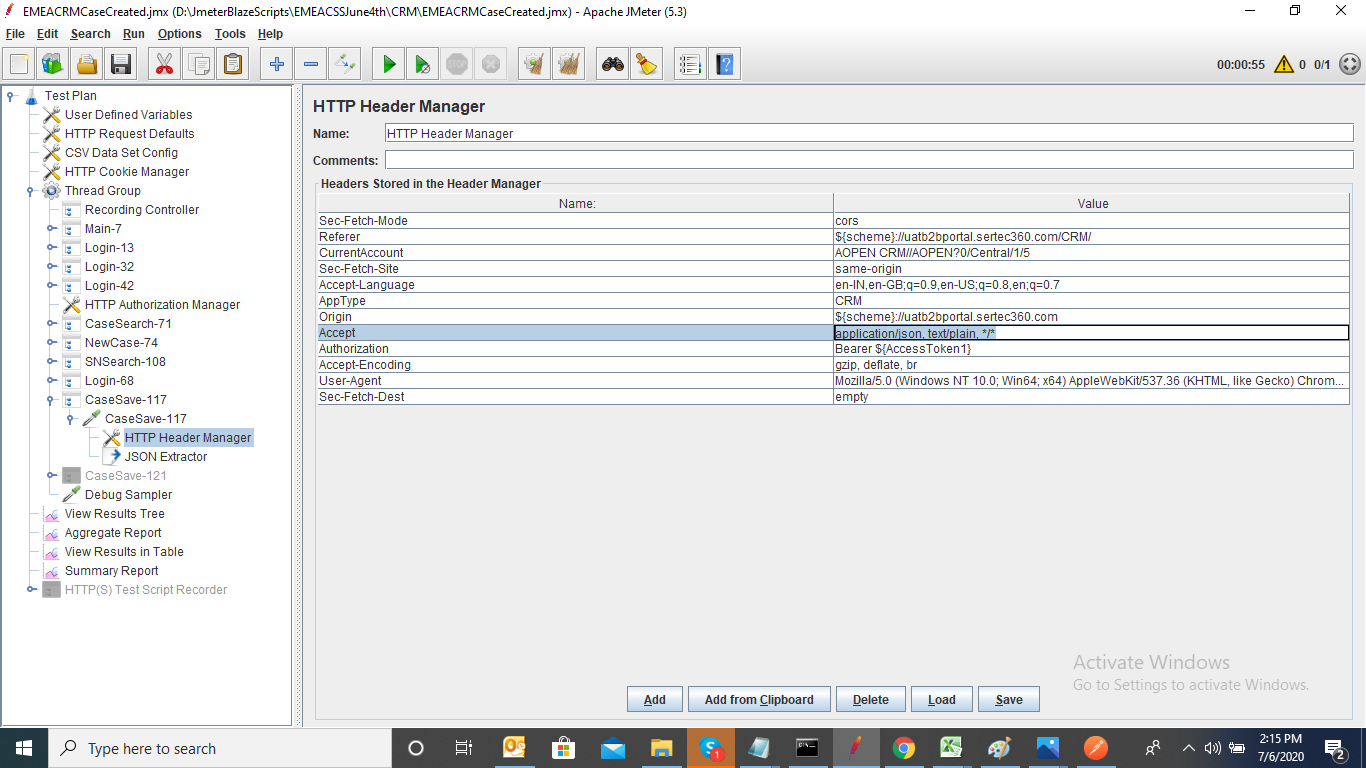 EMEACRMCaseCreated.jmx (D:\JmeterBlazeScripts\EMEACSSJune4th\CRM\EMEACRMCaseCreated.jmx) - Apache JMeter (5.3)
File Edit Search Run Options Tools Help
00:00:55 0 0/1
Test Plan
User Defined Variables
HTTP Request Defaults
CSV Data Set Config
HTTP Cookie Manager
Thread Group
Recording Controller
Main-7
Login-13
Login-32
Login-42
HTTP Authorization Manager
CaseSearch-71
NewCase-74
SNSearch-108
Login-68
CaseSave-117
CaseSave-117
HTTP Header Manager
JSON Extractor
CaseSave-121
Debug Sampler
View Results Tree
Aggregate Report
View Results in Table
Summary Report
HTTP(S) Test Script Recorder
HTTP Header Manager
Name: HTTP Header Manager
Comments:
Headers Stored in the Header Manager
Name: Value
Sec-Fetch-Mode cors
Referer ${scheme}://uatb2bportal.sertec360.com/CRM/
CurrentAccount AOPEN CRM//AOPEN?0/Central/1/5
Sec-Fetch-Site same-origin
Accept-Language en-IN,en-GB;q=0.9,en-US;q=0.8,en;q=0.7
AppType CRM
Origin ${scheme}://uatb2bportal.sertec360.com
Accept application/json, text/plain, */*
Authorization Bearer ${AccessToken1}
Accept-Encoding gzip, deflate, br
User-Agent Mozilla/5.0 (Windows NT 10.0; Win64; x64) AppleWebKit/537.36 (KHTML, like Gecko) Chrom...
Sec-Fetch-Dest empty
Activate Windows
Go to Settings to activate Windows.
Add Add from Clipboard Delete Load Save
Type here to search
1
2:15 PM
7/6/2020
2